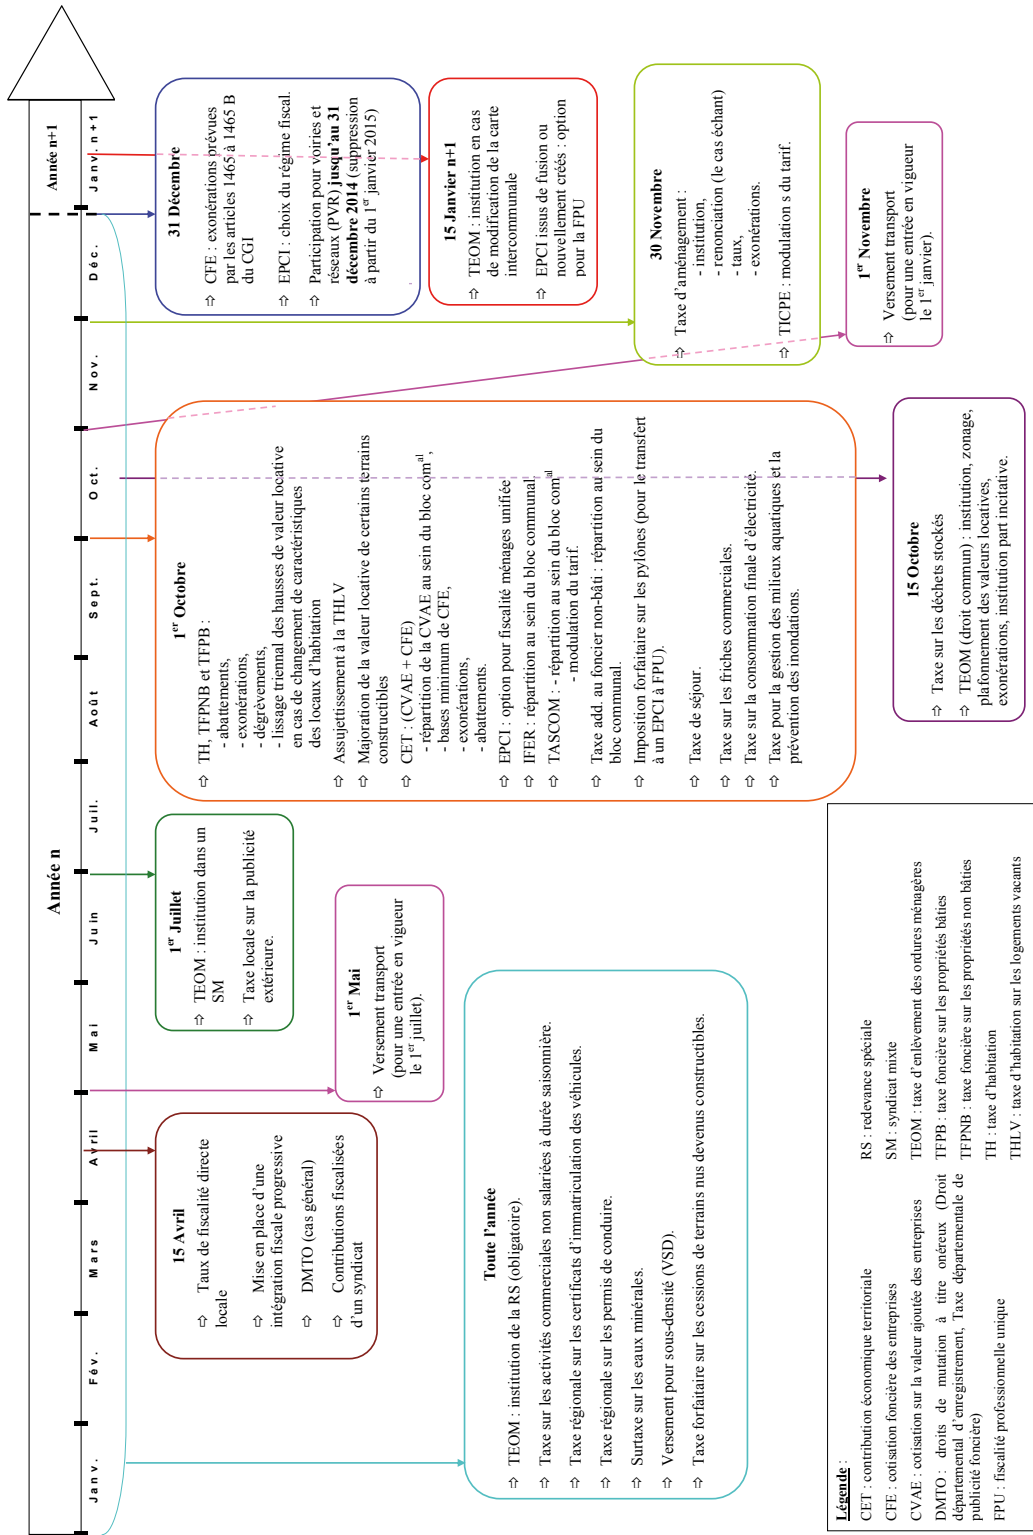 Année n
Année n+1
Janv.
Fév.
Mars
Avril
Mai
Juin
Juil.
Août
Sept.
Oct.
Nov.
Déc.
Janv. n+1
15 Avril
⇨ Taux de fiscalité directe
locale
⇨ Mise en place d'une
intégration fiscale progressive
⇨ DMTO (cas général)
⇨ Contributions fiscalisées
d'un syndicat
1er Mai
⇨ Versement transport
(pour une entrée en vigueur
le 1er juillet).
Toute l'année
⇨ TEOM : institution de la RS (obligatoire).
⇨ Taxe sur les activités commerciales non salariées à durée saisonnière.
⇨ Taxe régionale sur les certificats d'immatriculation des véhicules.
⇨ Taxe régionale sur les permis de conduire.
⇨ Surtaxe sur les eaux minérales.
⇨ Versement pour sous-densité (VSD).
⇨ Taxe forfaitaire sur les cessions de terrains nus devenus constructibles.
1er Juillet
⇨ TEOM : institution dans un
SM
⇨ Taxe locale sur la publicité
extérieure.
1er Octobre
⇨ TH, TFPNB et TFPB :
- abattements,
- exonérations,
- dégrèvements,
- lissage triennal des hausses de valeur locative
en cas de changement de caractéristiques
des locaux d'habitation
⇨ Assujettissement à la THLV
⇨ Majoration de la valeur locative de certains terrains
constructibles
⇨ CET : (CVAE + CFE)
- répartition de la CVAE au sein du bloc comal,
- bases minimum de CFE,
- exonérations,
- abattements.
⇨ EPCI : option pour fiscalité ménages unifiée
⇨ IFER : répartition au sein du bloc communal.
⇨ TASCOM : - répartition au sein du bloc comal
- modulation du tarif.
⇨ Taxe add. au foncier non-bâti : répartition au sein du
bloc communal.
⇨ Imposition forfaitaire sur les pylônes (pour le transfert
à un EPCI à FPU).
⇨ Taxe de séjour.
⇨ Taxe sur les friches commerciales.
⇨ Taxe sur la consommation finale d'électricité.
⇨ Taxe pour la gestion des milieux aquatiques et la
prévention des inondations.
15 Octobre
⇨ Taxe sur les déchets stockés
⇨ TEOM (droit commun) : institution, zonage,
plafonnement des valeurs locatives,
exonérations, institution part incitative.
31 Décembre
⇨ CFE : exonérations prévues
par les articles 1465 à 1465 B
du CGI
⇨ EPCI : choix du régime fiscal.
⇨ Participation pour voiries et
réseaux (PVR) jusqu'au 31
décembre 2014 (suppression
à partir du 1er janvier 2015)
15 Janvier n+1
⇨ TEOM : institution en cas
de modification de la carte
intercommunale
⇨ EPCI issus de fusion ou
nouvellement créés : option
pour la FPU
30 Novembre
⇨ Taxe d'aménagement :
- institution,
- renonciation (le cas échant)
- taux,
- exonérations.
⇨ TICPE : modulation s du tarif.
1er Novembre
⇨ Versement transport
(pour une entrée en vigueur
le 1er janvier).
Légende :
CET : contribution économique territoriale
CFE : cotisation foncière des entreprises
CVAE : cotisation sur la valeur ajoutée des entreprises
DMTO : droits de mutation à titre onéreux (Droit
départemental d'enregistrement, Taxe départementale de
publicité foncière)
FPU : fiscalité professionnelle unique
RS : redevance spéciale
SM : syndicat mixte
TEOM : taxe d'enlèvement des ordures ménagères
TFPB : taxe foncière sur les propriétés bâties
TFPNB : taxe foncière sur les propriétés non bâties
TH : taxe d'habitation
THLV : taxe d'habitation sur les logements vacants